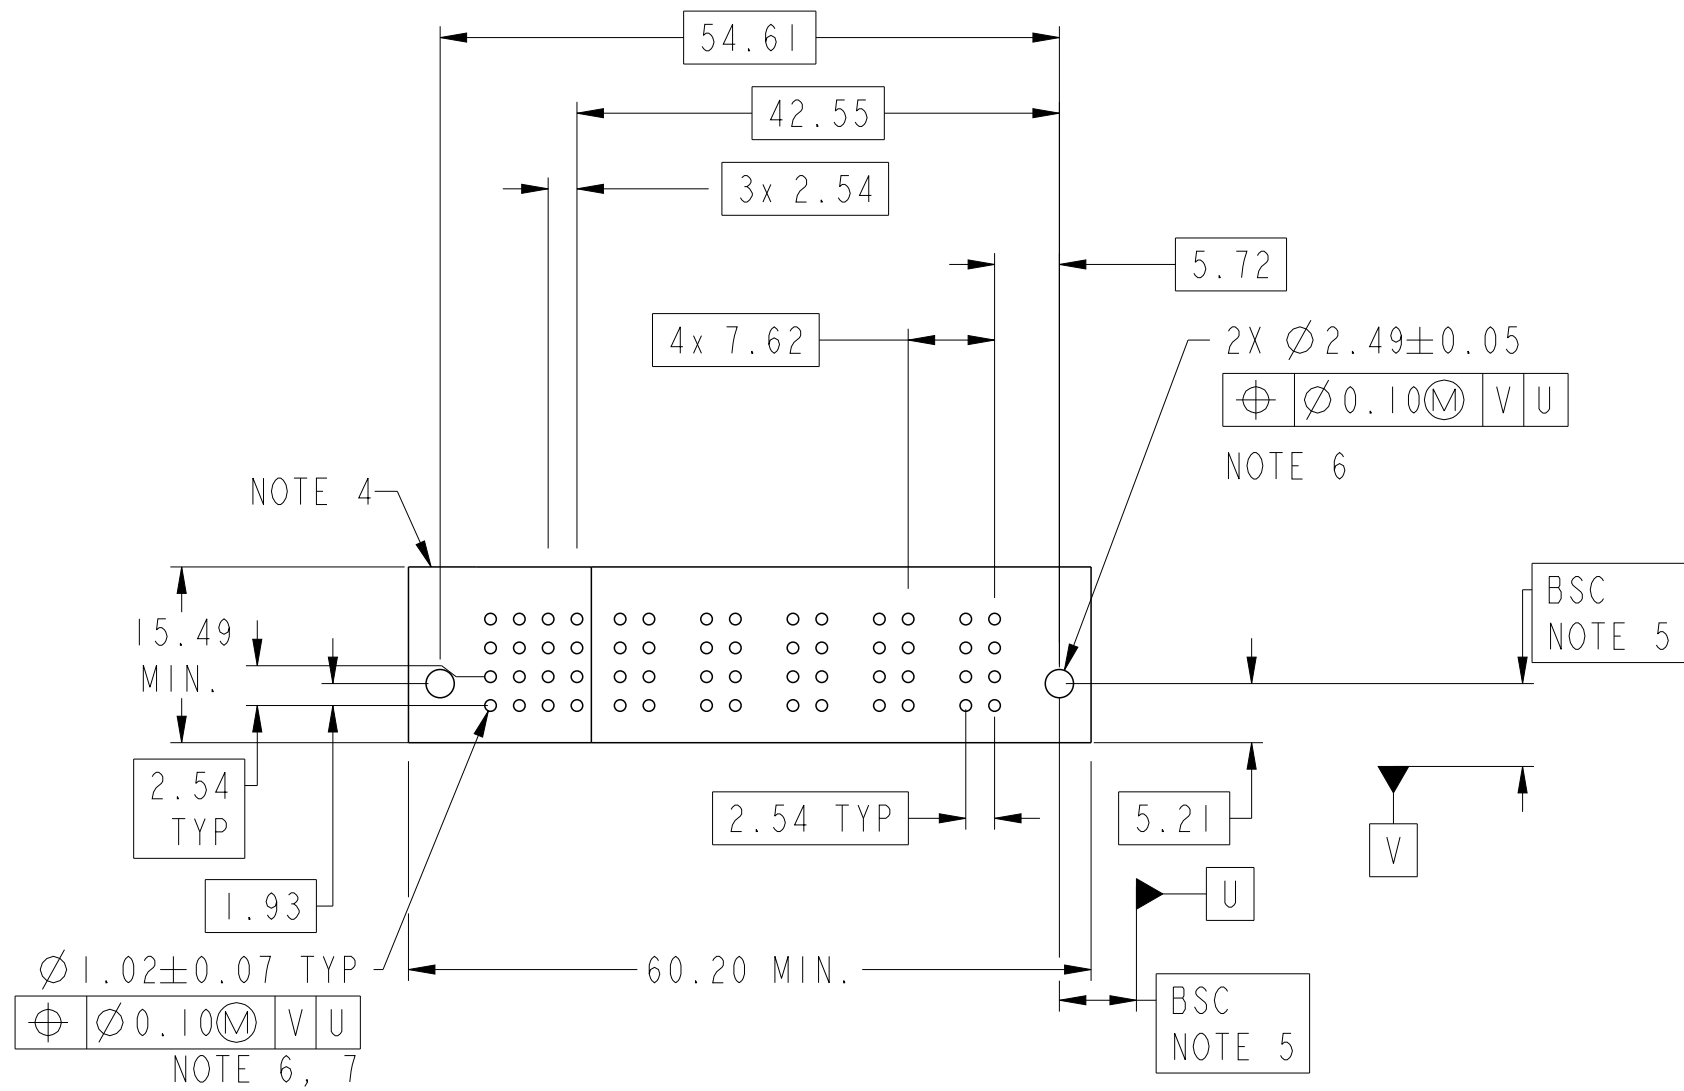 54.61
42.55
3x 2.54
5.72
4x 7.62
2X Ø2.49±0.05
⌖ Ø0.10Ⓜ V U
NOTE 6
NOTE 4
BSC
NOTE 5
15.49
MIN.
2.54
TYP
2.54 TYP
5.21
V
1.93
U
Ø1.02±0.07 TYP
⌖ Ø0.10Ⓜ V U
NOTE 6, 7
60.20 MIN.
BSC
NOTE 5